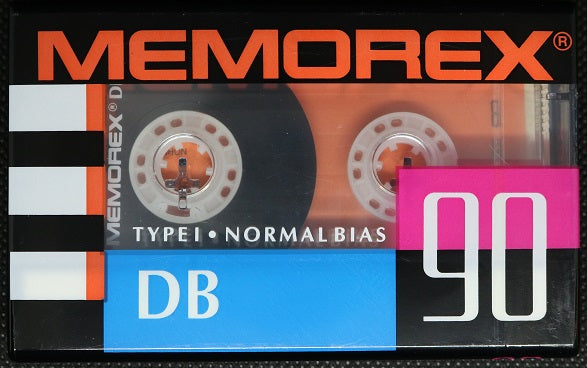 MEMOREX®
MEMOREX® D
TYPE I • NORMAL BIAS
DB
90